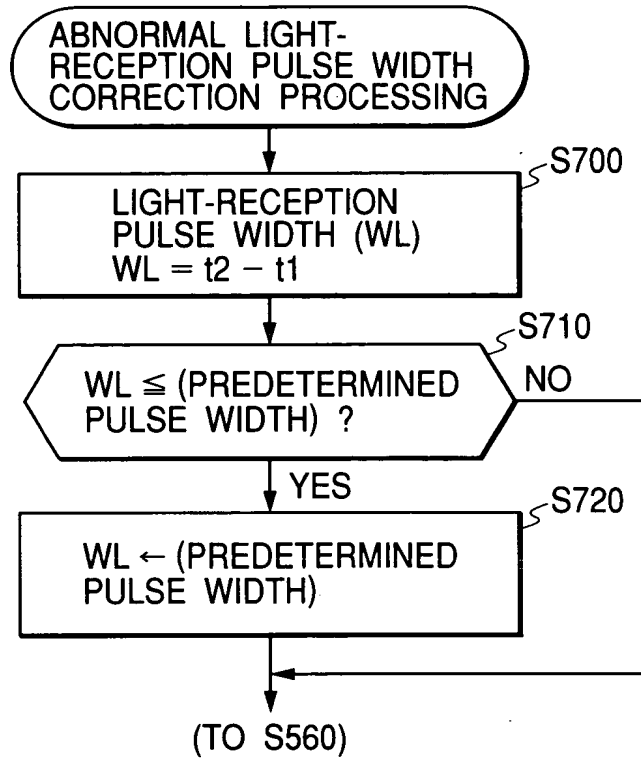 ABNORMAL LIGHT-
RECEPTION PULSE WIDTH
CORRECTION PROCESSING
S700
LIGHT-RECEPTION
PULSE WIDTH (WL)
WL = t2 − t1
S710
WL ≦ (PREDETERMINED
PULSE WIDTH) ?
NO
YES
S720
WL ← (PREDETERMINED
PULSE WIDTH)
(TO S560)